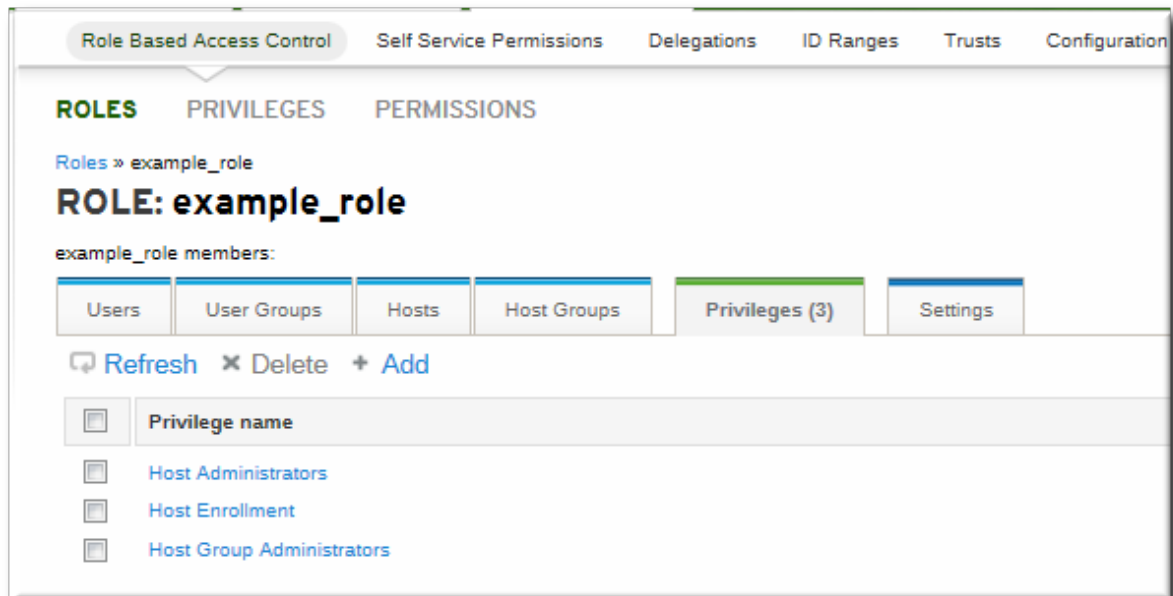 Role Based Access Control Self Service Permissions Delegations ID Ranges Trusts Configuration
ROLES PRIVILEGES PERMISSIONS
Roles » example_role
ROLE: example_role
example_role members:
Users User Groups Hosts Host Groups Privileges (3) Settings
Refresh Delete Add
Privilege name
Host Administrators
Host Enrollment
Host Group Administrators